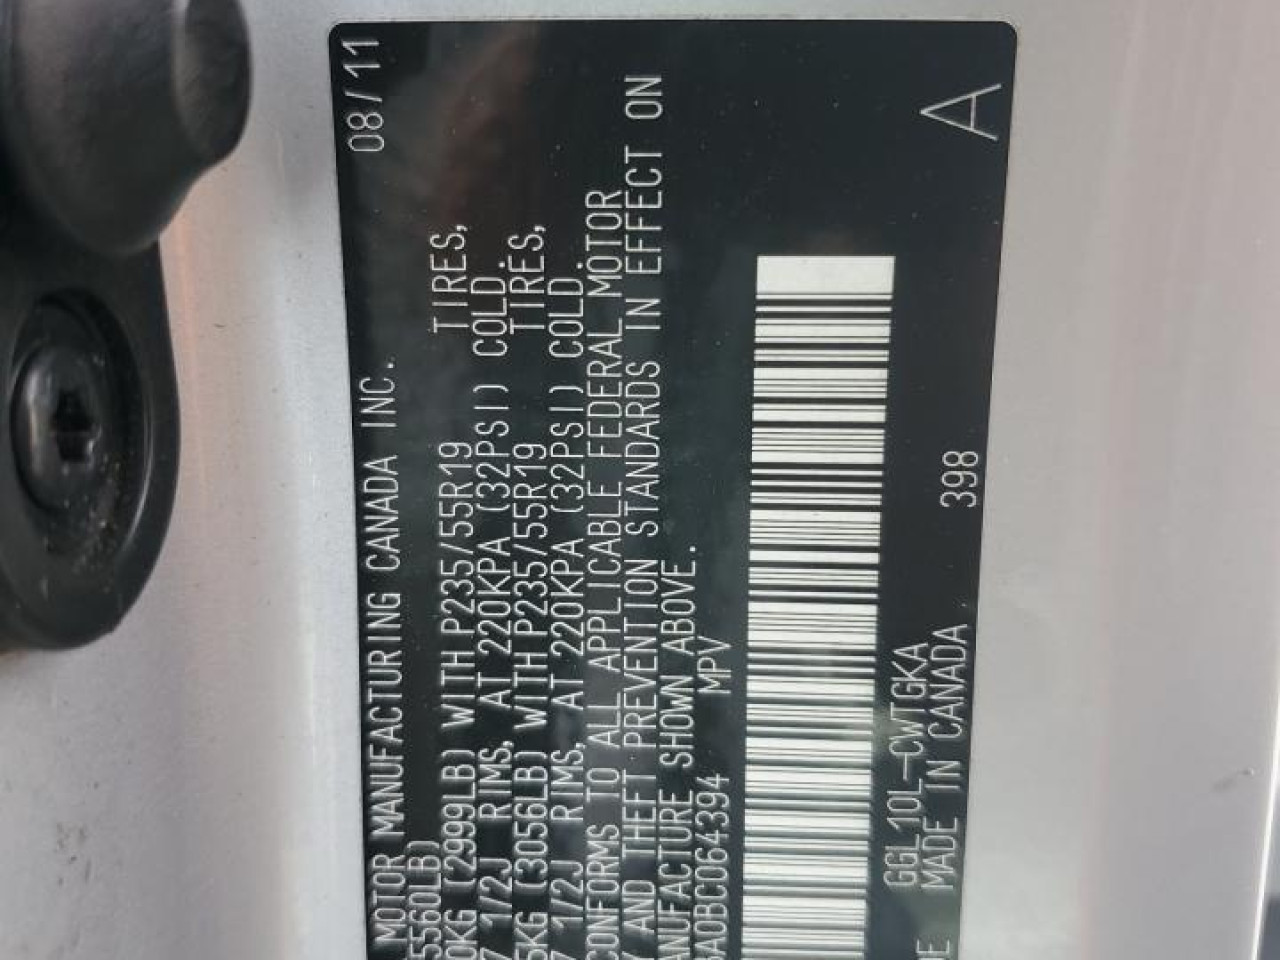 08/11
MOTOR MANUFACTURING CANADA INC.
5560LB)
0KG (2999LB) WITH P235/55R19 TIRES,
7 1/2J RIMS, AT 220KPA (32PSI) COLD.
5KG (3056LB) WITH P235/55R19 TIRES,
7 1/2J RIMS, AT 220KPA (32PSI) COLD.
CONFORMS TO ALL APPLICABLE FEDERAL MOTOR
Y AND THEFT PREVENTION STANDARDS IN EFFECT ON
ANUFACTURE SHOWN ABOVE.
BA0BC064394 MPV
GGL10L-CWTGKA
MADE IN CANADA 398 A